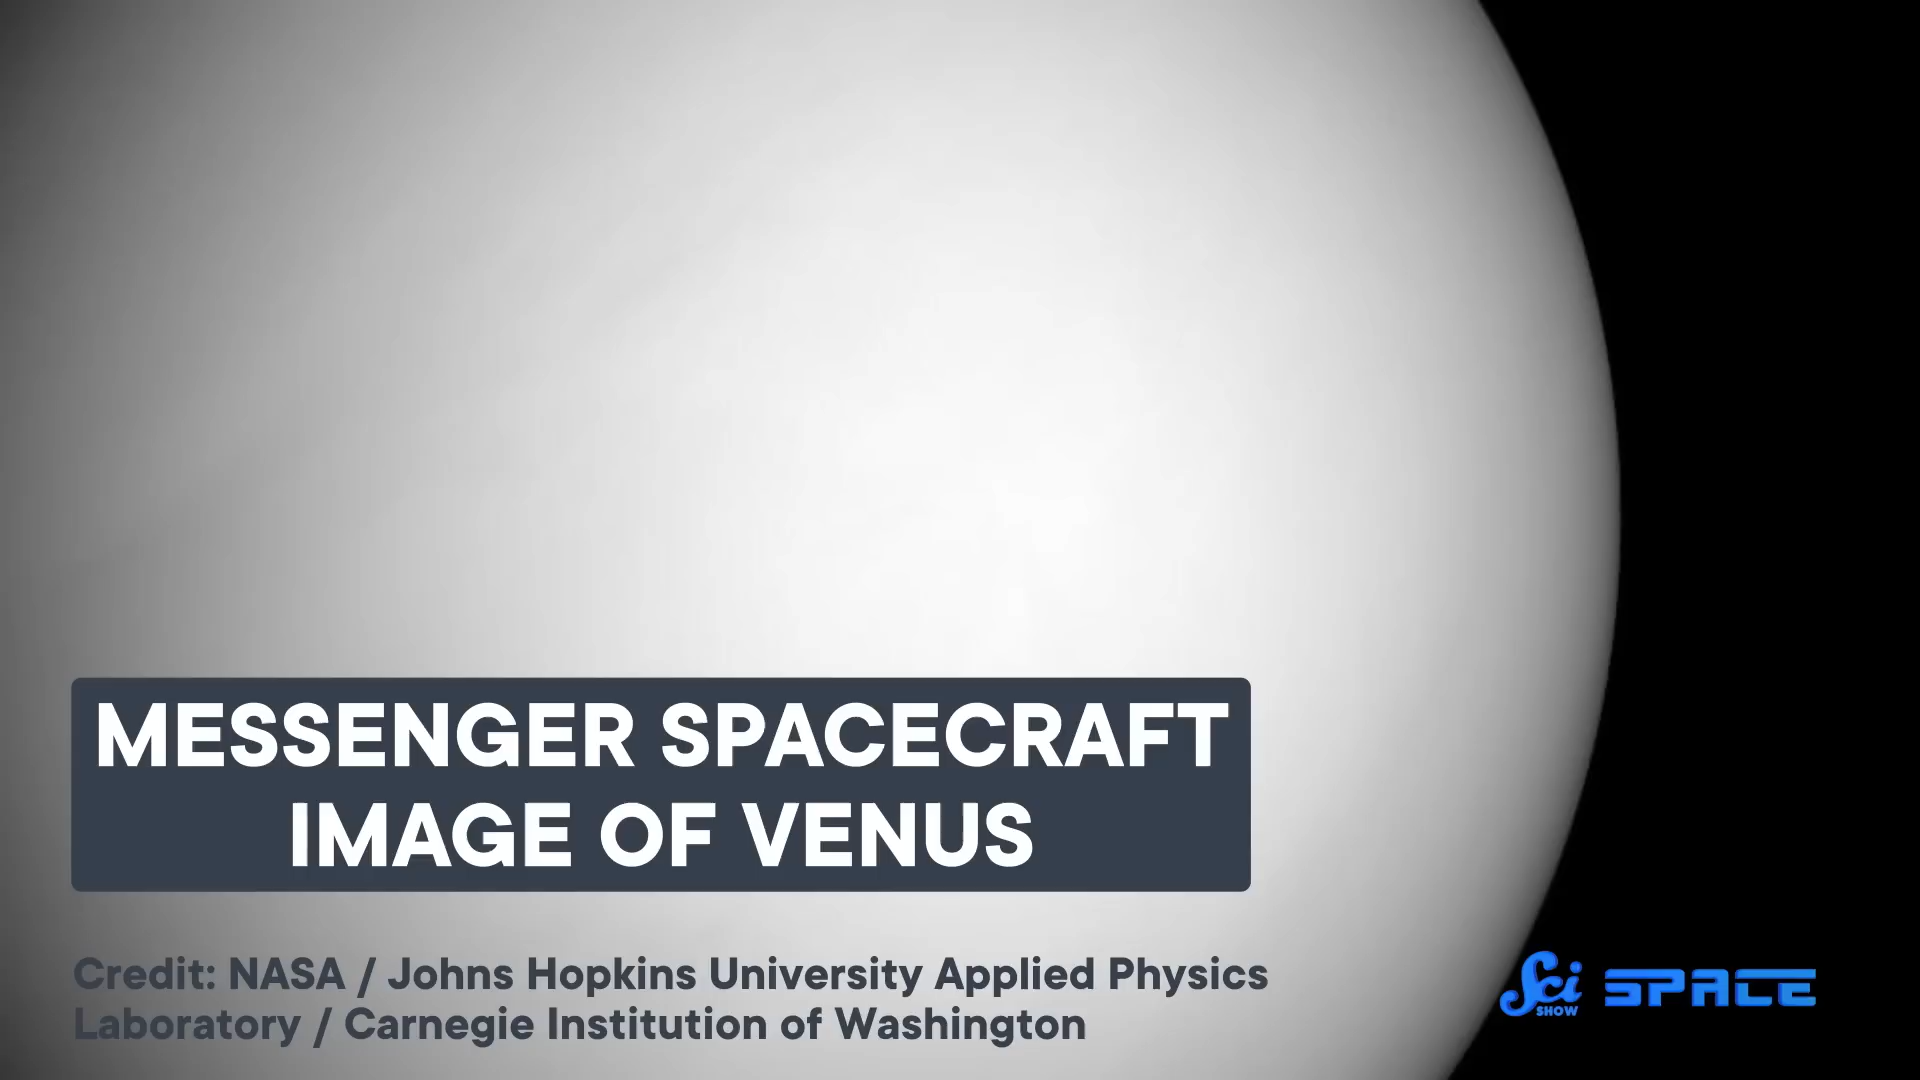 MESSENGER SPACECRAFT
IMAGE OF VENUS
Credit: NASA / Johns Hopkins University Applied Physics
Laboratory / Carnegie Institution of Washington
Sci SHOW SPACE